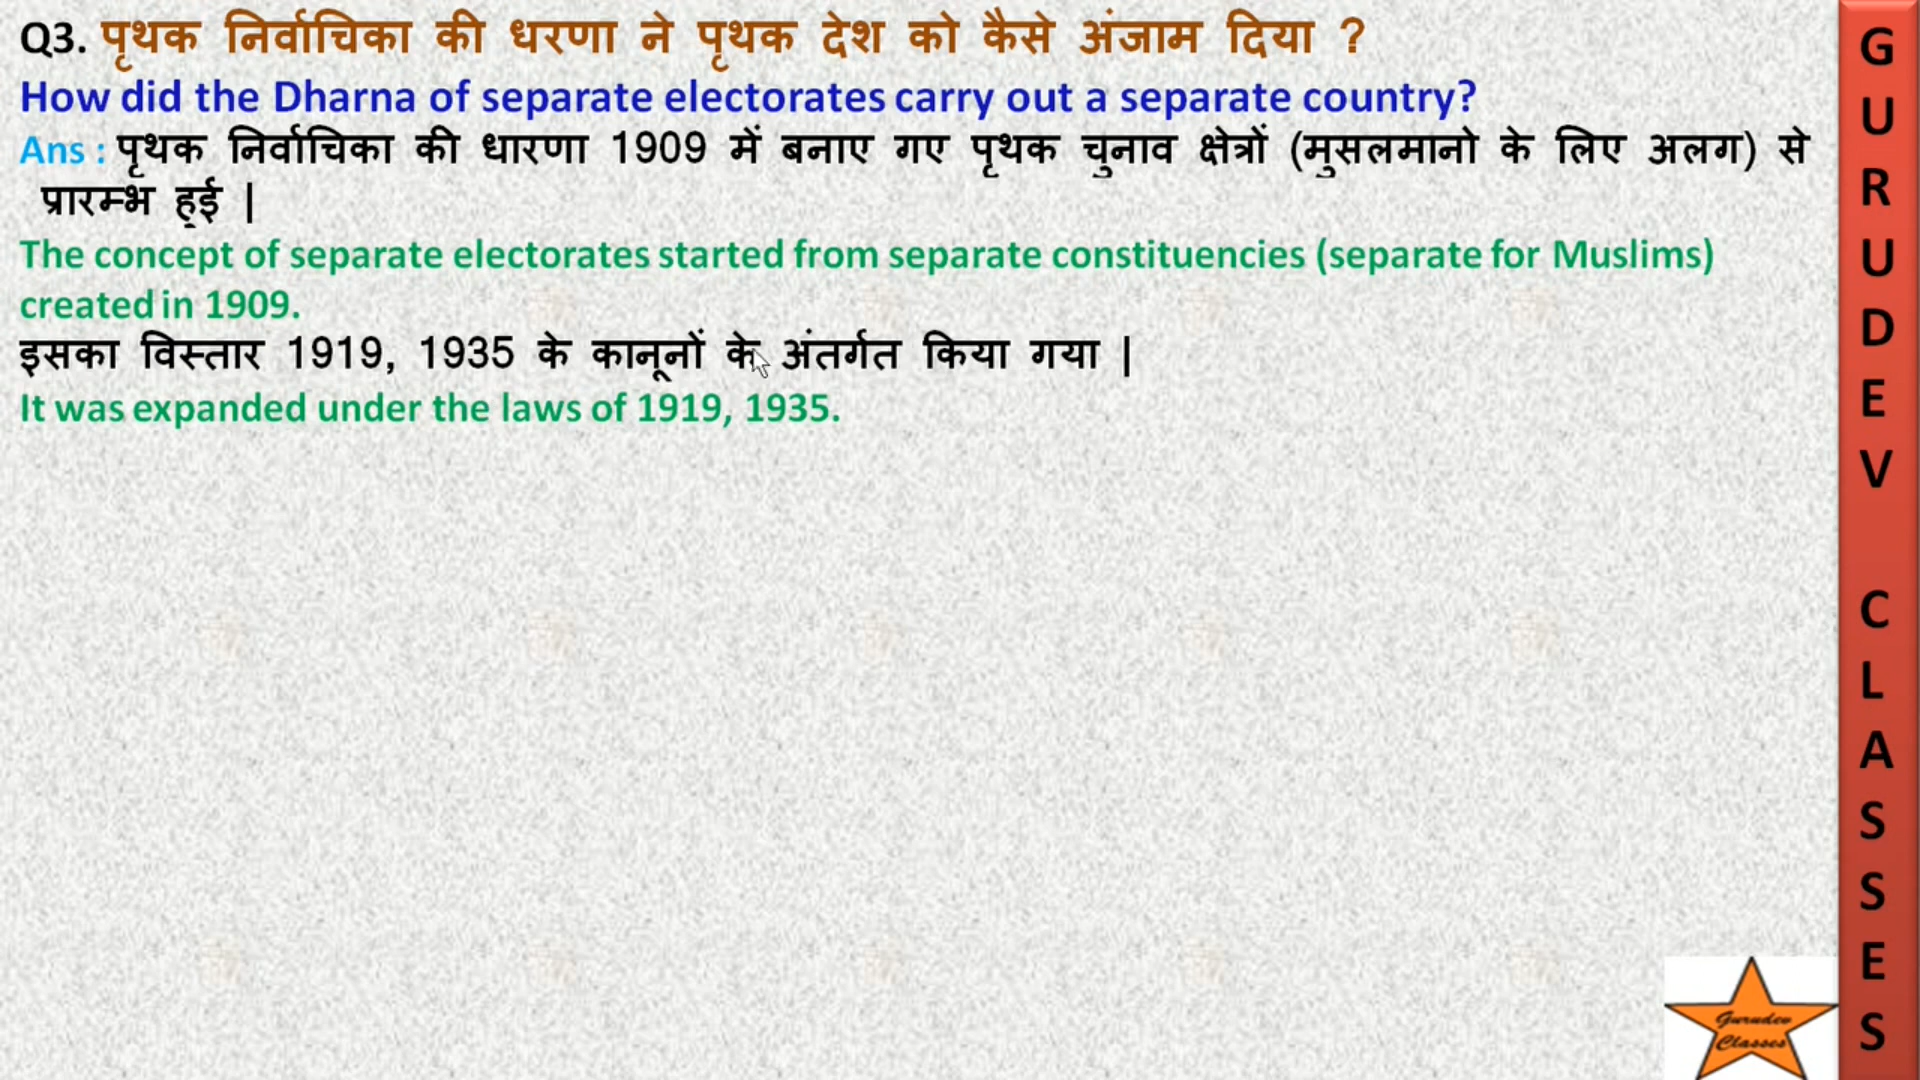 Q3. पृथक निर्वाचिका की धरणा ने पृथक देश को कैसे अंजाम दिया ?
How did the Dharna of separate electorates carry out a separate country?
Ans : पृथक निर्वाचिका की धारणा 1909 में बनाए गए पृथक चुनाव क्षेत्रों (मुसलमानो के लिए अलग) से
प्रारम्भ हुई |
The concept of separate electorates started from separate constituencies (separate for Muslims)
created in 1909.
इसका विस्तार 1919, 1935 के कानूनों के अंतर्गत किया गया |
It was expanded under the laws of 1919, 1935.
GURUDEV CLASSES
Gurudev
Classes